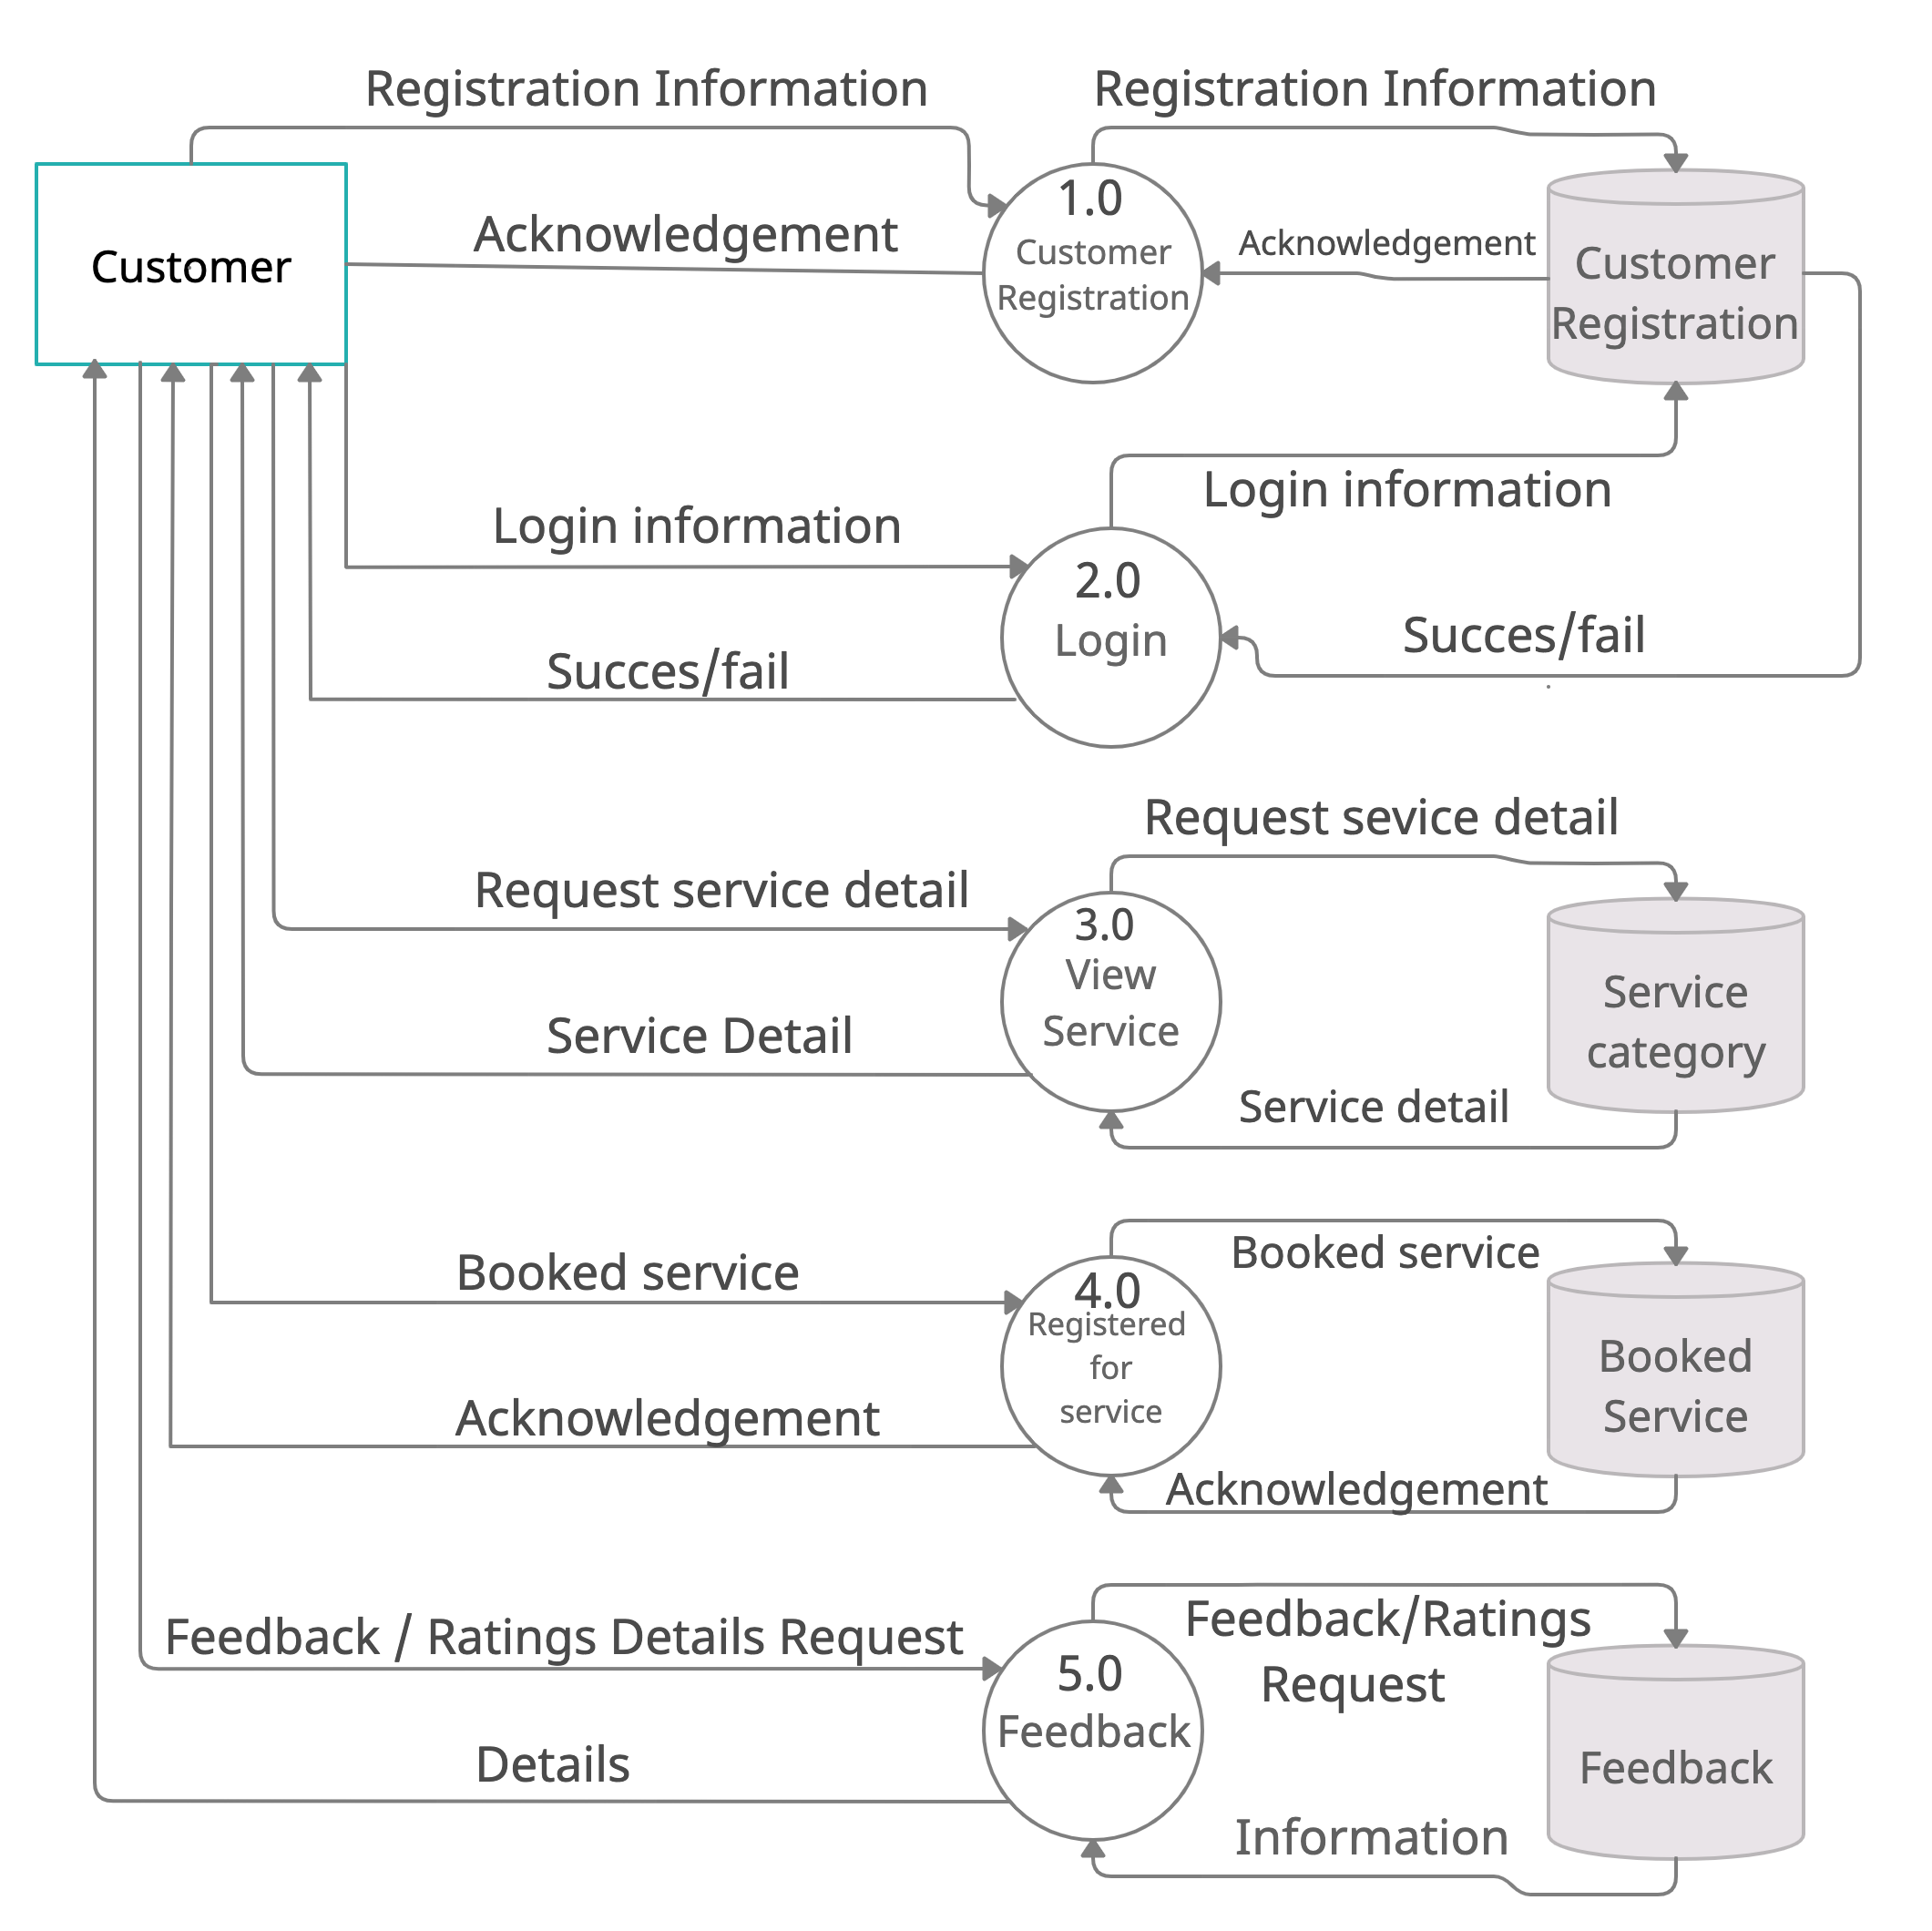 Registration Information
Registration Information
Customer
Acknowledgement
1.0
Customer
Registration
Acknowledgement
Customer
Registration
Login information
Login information
2.0
Login
Succes/fail
Succes/fail
Request sevice detail
Request service detail
3.0
View
Service
Service
category
Service Detail
Service detail
Booked service
Booked service
4.0
Registered
for
service
Booked
Service
Acknowledgement
Acknowledgement
Feedback / Ratings Details Request
Feedback/Ratings
Request
5.0
Feedback
Feedback
Details
Information